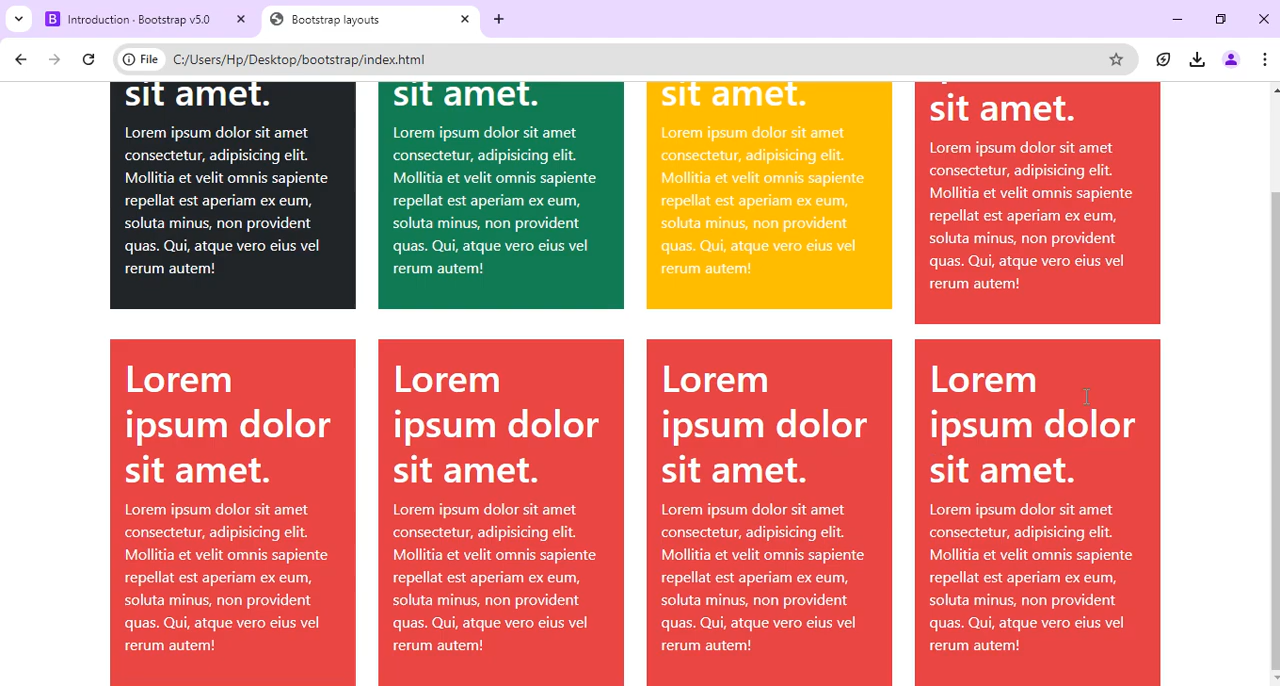 Introduction · Bootstrap v5.0
Bootstrap layouts
File
C:/Users/Hp/Desktop/bootstrap/index.html
sit amet.
Lorem ipsum dolor sit amet
consectetur, adipisicing elit.
Mollitia et velit omnis sapiente
repellat est aperiam ex eum,
soluta minus, non provident
quas. Qui, atque vero eius vel
rerum autem!
sit amet.
Lorem ipsum dolor sit amet
consectetur, adipisicing elit.
Mollitia et velit omnis sapiente
repellat est aperiam ex eum,
soluta minus, non provident
quas. Qui, atque vero eius vel
rerum autem!
sit amet.
Lorem ipsum dolor sit amet
consectetur, adipisicing elit.
Mollitia et velit omnis sapiente
repellat est aperiam ex eum,
soluta minus, non provident
quas. Qui, atque vero eius vel
rerum autem!
sit amet.
Lorem ipsum dolor sit amet
consectetur, adipisicing elit.
Mollitia et velit omnis sapiente
repellat est aperiam ex eum,
soluta minus, non provident
quas. Qui, atque vero eius vel
rerum autem!
Lorem
ipsum dolor
sit amet.
Lorem ipsum dolor sit amet
consectetur, adipisicing elit.
Mollitia et velit omnis sapiente
repellat est aperiam ex eum,
soluta minus, non provident
quas. Qui, atque vero eius vel
rerum autem!
Lorem
ipsum dolor
sit amet.
Lorem ipsum dolor sit amet
consectetur, adipisicing elit.
Mollitia et velit omnis sapiente
repellat est aperiam ex eum,
soluta minus, non provident
quas. Qui, atque vero eius vel
rerum autem!
Lorem
ipsum dolor
sit amet.
Lorem ipsum dolor sit amet
consectetur, adipisicing elit.
Mollitia et velit omnis sapiente
repellat est aperiam ex eum,
soluta minus, non provident
quas. Qui, atque vero eius vel
rerum autem!
Lorem
ipsum dolor
sit amet.
Lorem ipsum dolor sit amet
consectetur, adipisicing elit.
Mollitia et velit omnis sapiente
repellat est aperiam ex eum,
soluta minus, non provident
quas. Qui, atque vero eius vel
rerum autem!